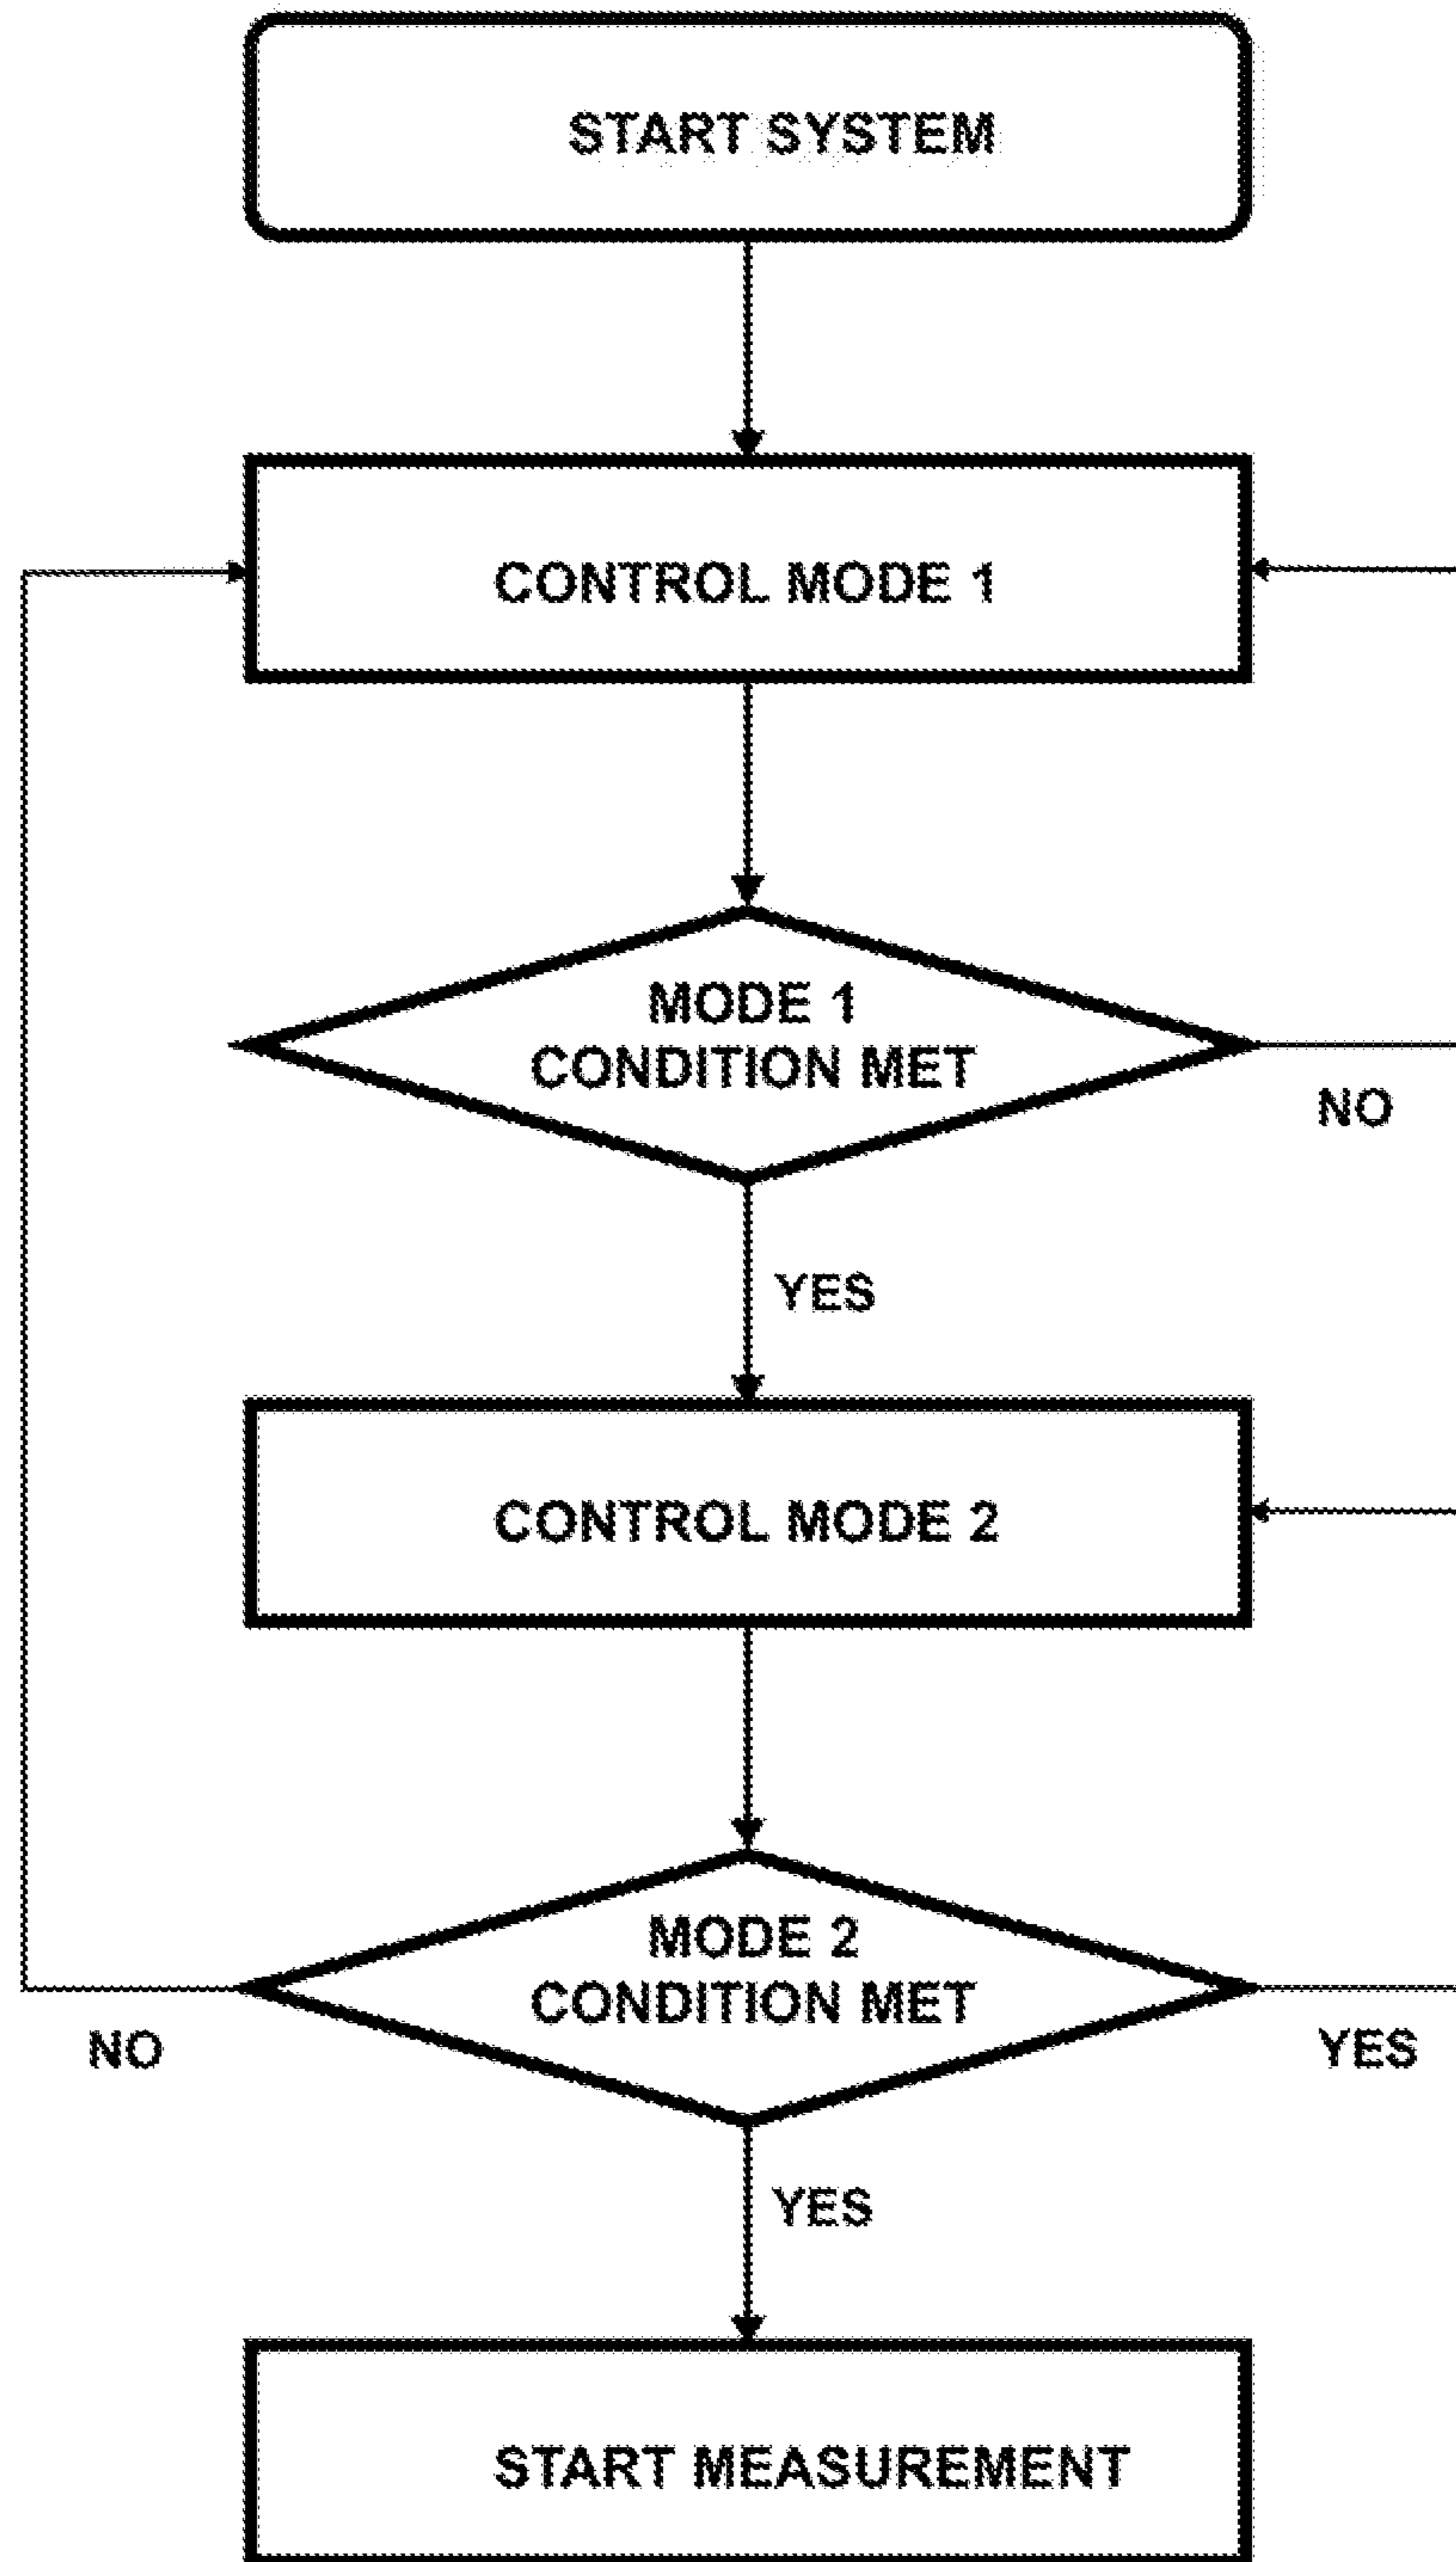 START SYSTEM
CONTROL MODE 1
MODE 1
CONDITION MET
NO
YES
CONTROL MODE 2
MODE 2
CONDITION MET
NO
YES
YES
START MEASUREMENT